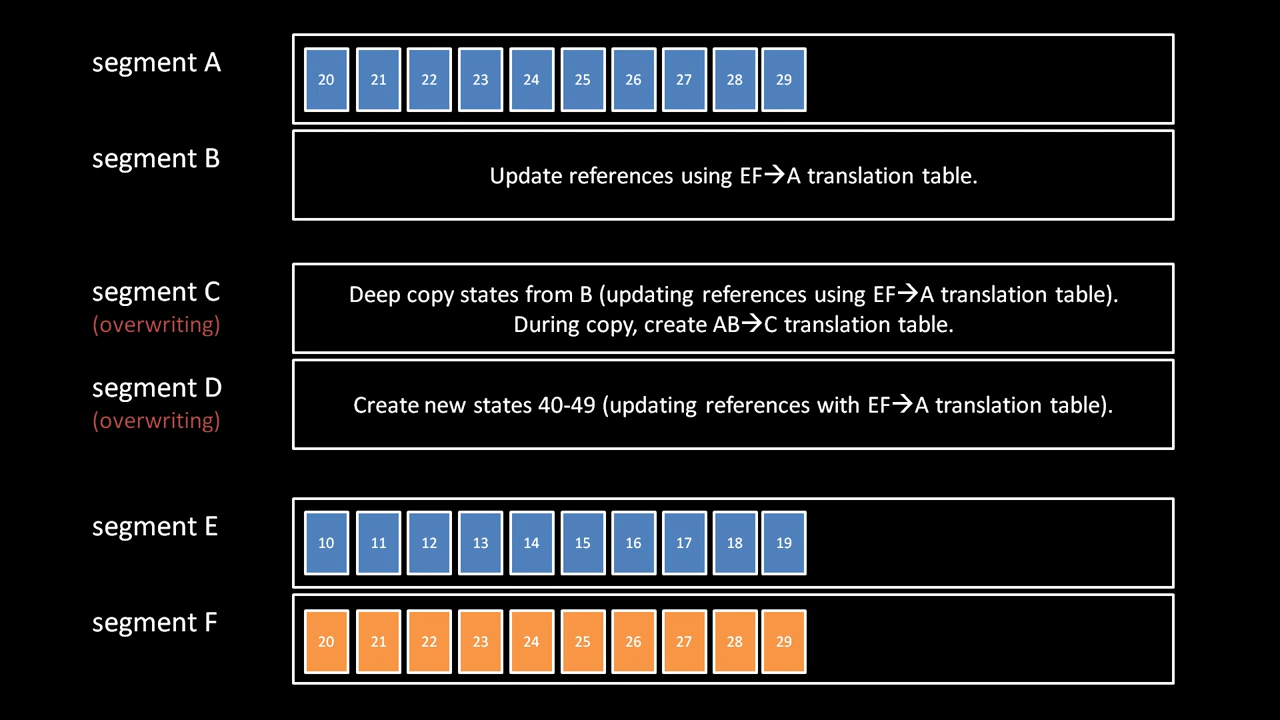 segment A
20 21 22 23 24 25 26 27 28 29
segment B
Update references using EF→A translation table.
segment C
(overwriting)
Deep copy states from B (updating references using EF→A translation table).
During copy, create AB→C translation table.
segment D
(overwriting)
Create new states 40-49 (updating references with EF→A translation table).
segment E
10 11 12 13 14 15 16 17 18 19
segment F
20 21 22 23 24 25 26 27 28 29